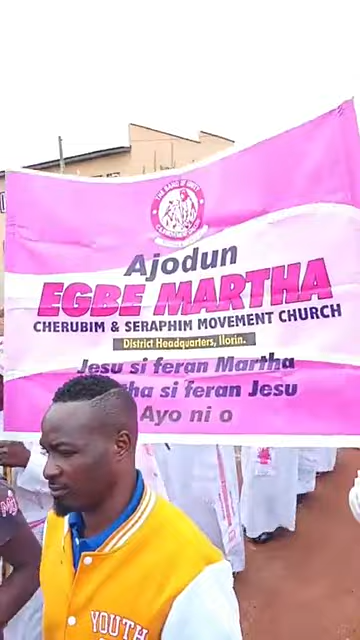 Ajodun
EGBE MARTHA
CHERUBIM & SERAPHIM MOVEMENT CHURCH
District Headquarters, Ilorin.
Jesu si feran Martha
si feran Jesu
Ayo ni o
YOUTH